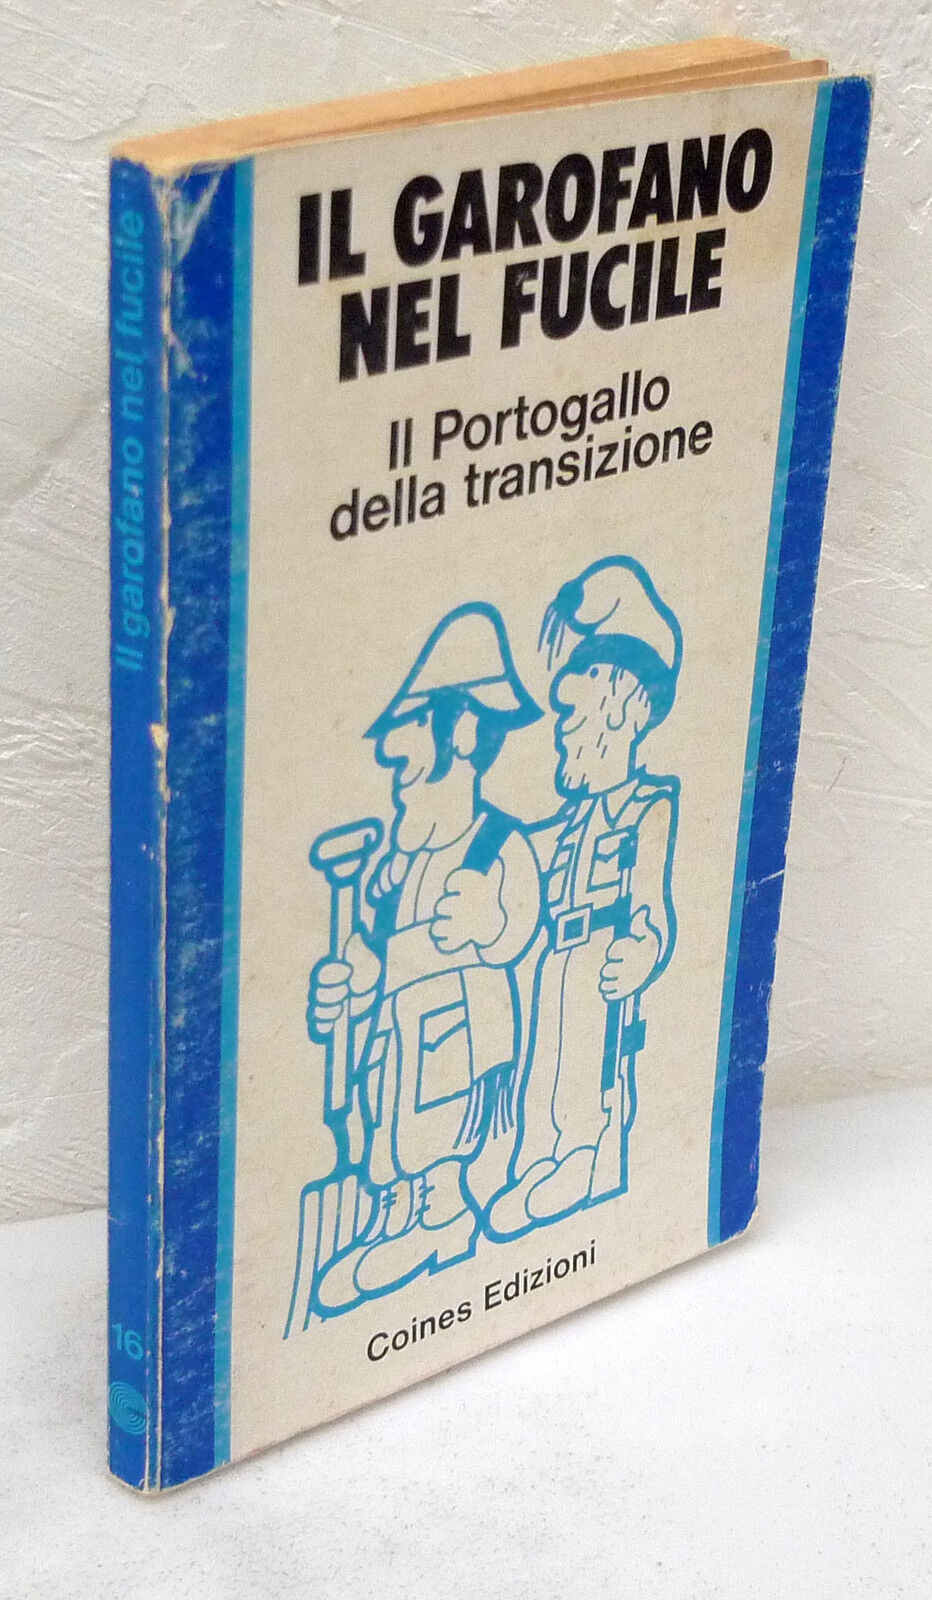 IL GAROFANO
NEL FUCILE
Il Portogallo
della transizione
Coines Edizioni
Il garofano nel fucile
16